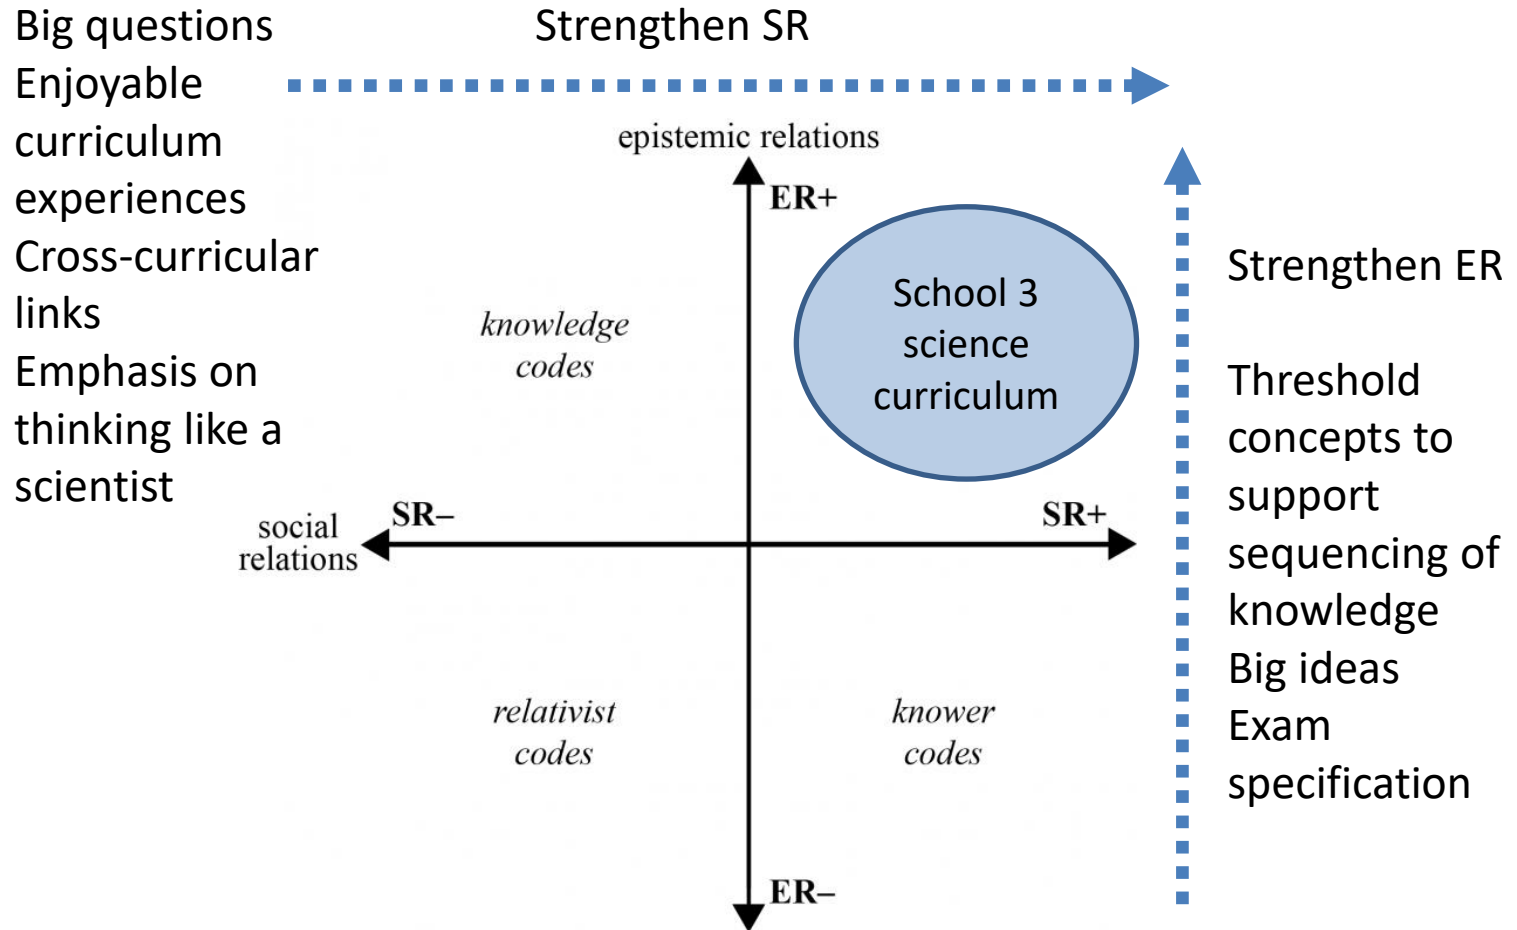 Big questions
Enjoyable
curriculum
experiences
Cross-curricular
links
Emphasis on
thinking like a
scientist
Strengthen SR
epistemic relations
ER+
knowledge
codes
School 3
science
curriculum
SR–
social
relations
SR+
relativist
codes
knower
codes
ER–
Strengthen ER
Threshold
concepts to
support
sequencing of
knowledge
Big ideas
Exam
specification